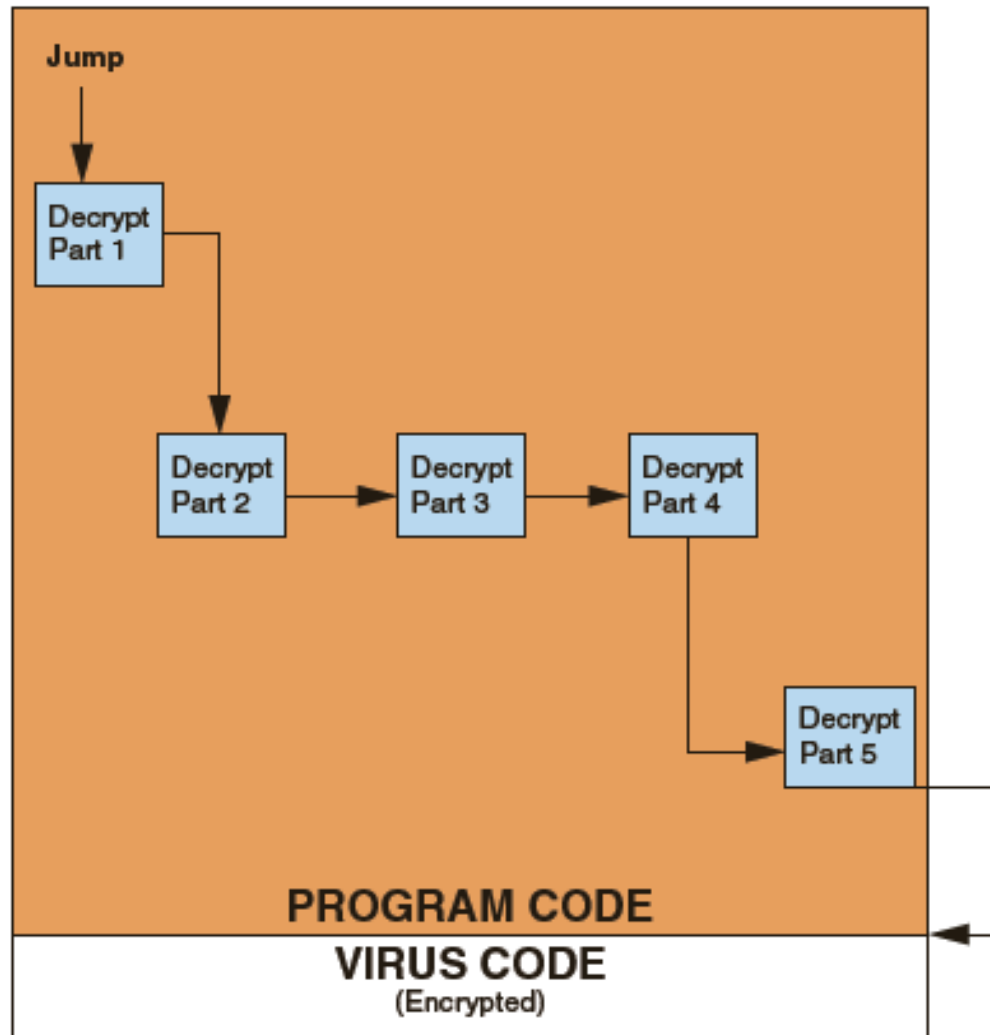 Jump
Decrypt
Part 1
Decrypt
Part 2
Decrypt
Part 3
Decrypt
Part 4
Decrypt
Part 5
PROGRAM CODE
VIRUS CODE
(Encrypted)